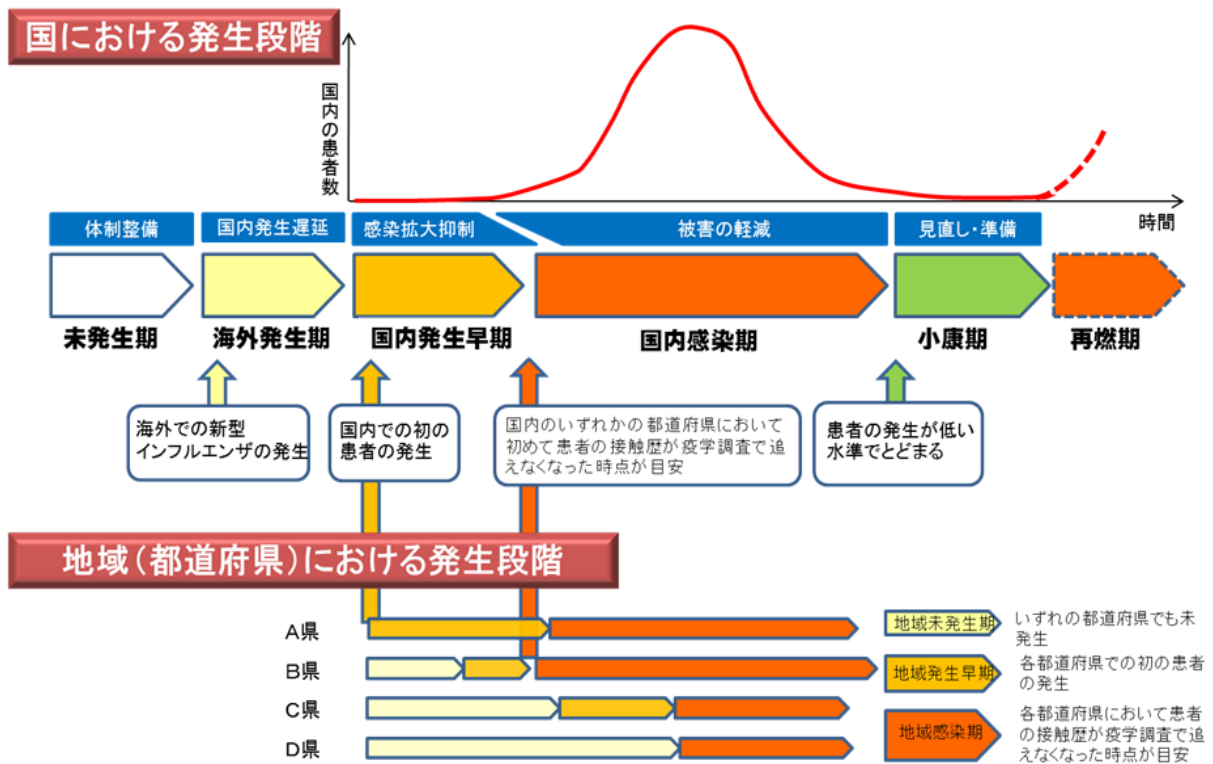 国における発生段階
国内の患者数
時間
体制整備
国内発生遅延
感染拡大抑制
被害の軽減
見直し・準備
未発生期
海外発生期
国内発生早期
国内感染期
小康期
再燃期
海外での新型
インフルエンザの発生
国内での初の
患者の発生
国内のいずれかの都道府県において
初めて患者の接触歴が疫学調査で追
えなくなった時点が目安
患者の発生が低い
水準でとどまる
地域（都道府県）における発生段階
A県
B県
C県
D県
地域未発生期
いずれの都道府県でも未
発生
地域発生早期
各都道府県での初の患者
の発生
地域感染期
各都道府県において患者
の接触歴が疫学調査で追
えなくなった時点が目安